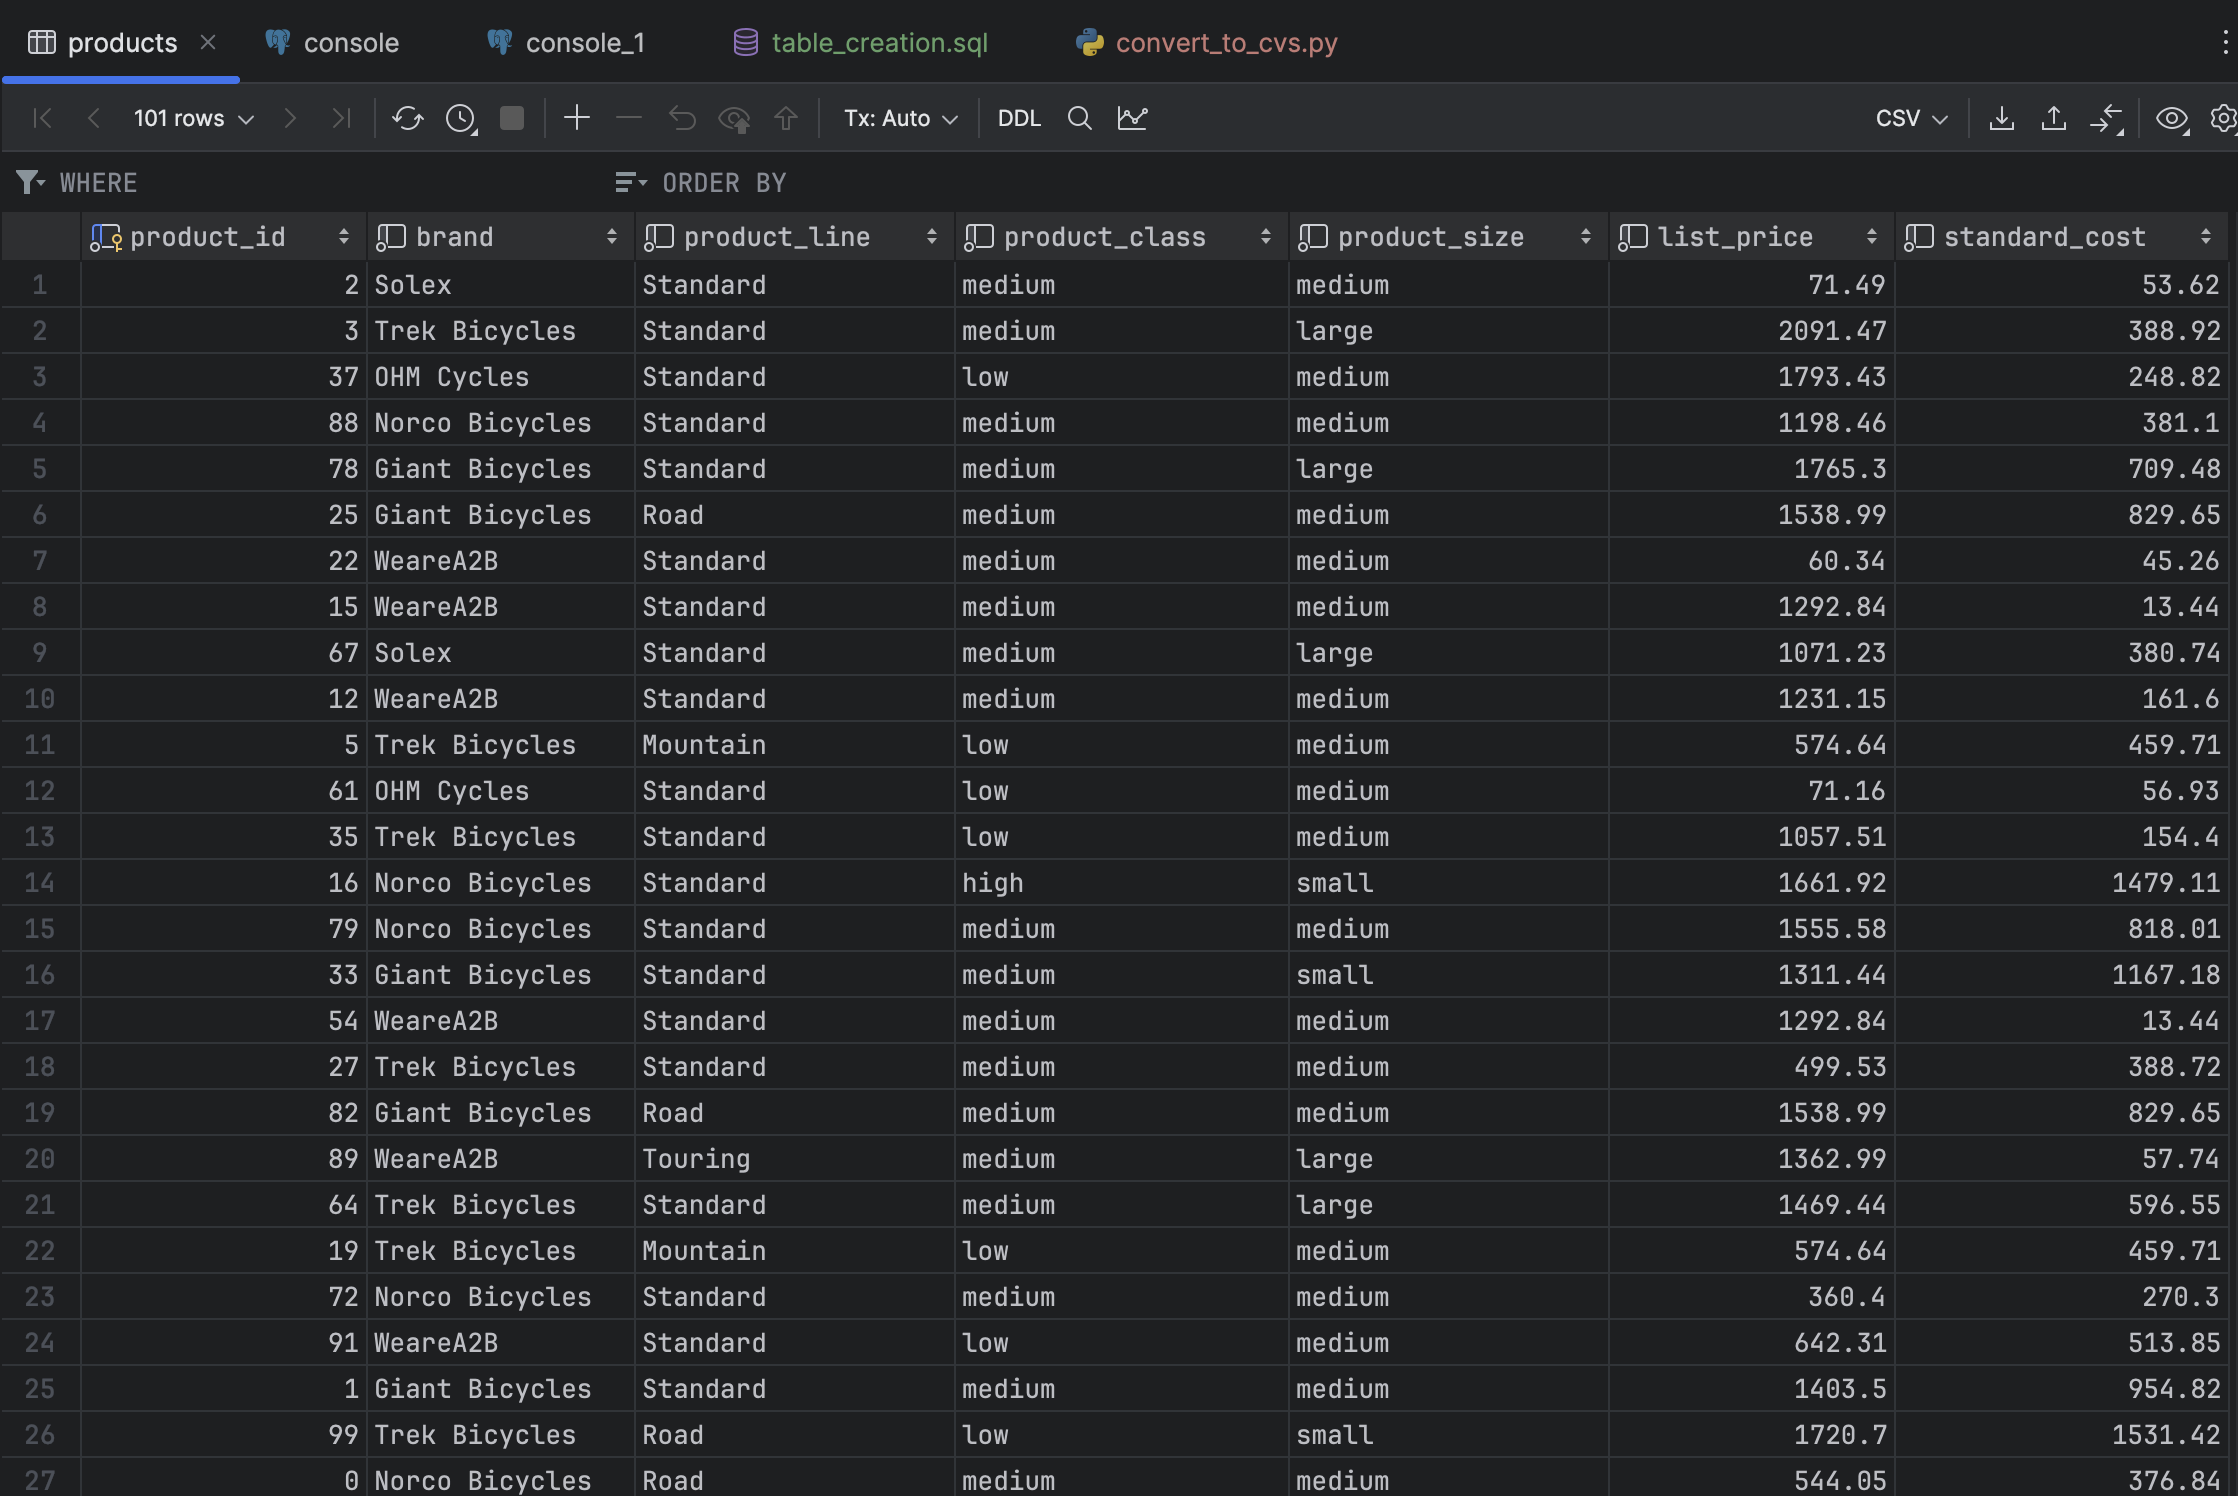 products console console_1 table_creation.sql convert_to_cvs.py
101 rows Tx: Auto DDL CSV
WHERE ORDER BY
product_id brand product_line product_class product_size list_price standard_cost
1 2 Solex Standard medium medium 71.49 53.62
2 3 Trek Bicycles Standard medium large 2091.47 388.92
3 37 OHM Cycles Standard low medium 1793.43 248.82
4 88 Norco Bicycles Standard medium medium 1198.46 381.1
5 78 Giant Bicycles Standard medium large 1765.3 709.48
6 25 Giant Bicycles Road medium medium 1538.99 829.65
7 22 WeareA2B Standard medium medium 60.34 45.26
8 15 WeareA2B Standard medium medium 1292.84 13.44
9 67 Solex Standard medium large 1071.23 380.74
10 12 WeareA2B Standard medium medium 1231.15 161.6
11 5 Trek Bicycles Mountain low medium 574.64 459.71
12 61 OHM Cycles Standard low medium 71.16 56.93
13 35 Trek Bicycles Standard low medium 1057.51 154.4
14 16 Norco Bicycles Standard high small 1661.92 1479.11
15 79 Norco Bicycles Standard medium medium 1555.58 818.01
16 33 Giant Bicycles Standard medium small 1311.44 1167.18
17 54 WeareA2B Standard medium medium 1292.84 13.44
18 27 Trek Bicycles Standard medium medium 499.53 388.72
19 82 Giant Bicycles Road medium medium 1538.99 829.65
20 89 WeareA2B Touring medium large 1362.99 57.74
21 64 Trek Bicycles Standard medium large 1469.44 596.55
22 19 Trek Bicycles Mountain low medium 574.64 459.71
23 72 Norco Bicycles Standard medium medium 360.4 270.3
24 91 WeareA2B Standard low medium 642.31 513.85
25 1 Giant Bicycles Standard medium medium 1403.5 954.82
26 99 Trek Bicycles Road low small 1720.7 1531.42
27 0 Norco Bicycles Road medium medium 544.05 376.84